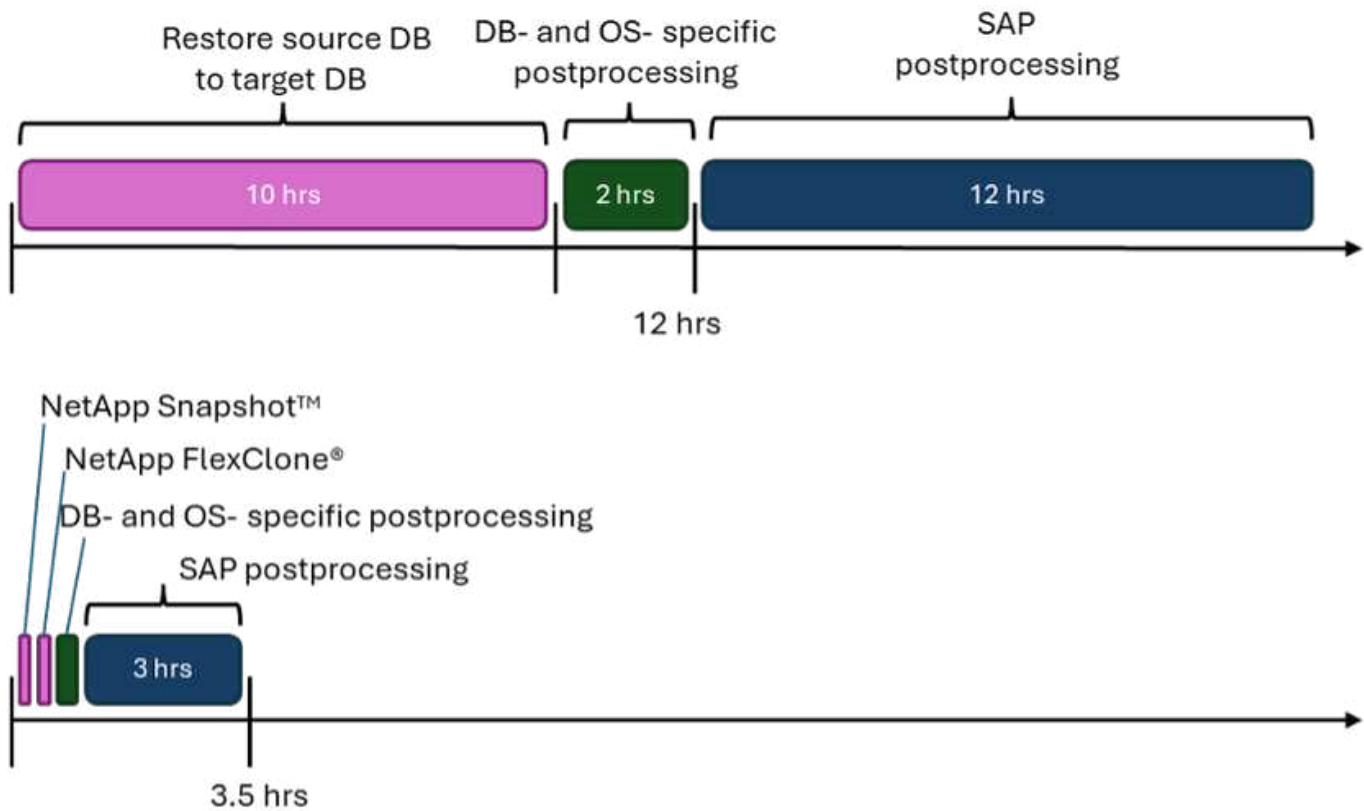 Restore source DB
to target DB
DB- and OS- specific
postprocessing
SAP
postprocessing
10 hrs
2 hrs
12 hrs
12 hrs
NetApp Snapshot™
NetApp FlexClone®
DB- and OS- specific postprocessing
SAP postprocessing
3 hrs
3.5 hrs